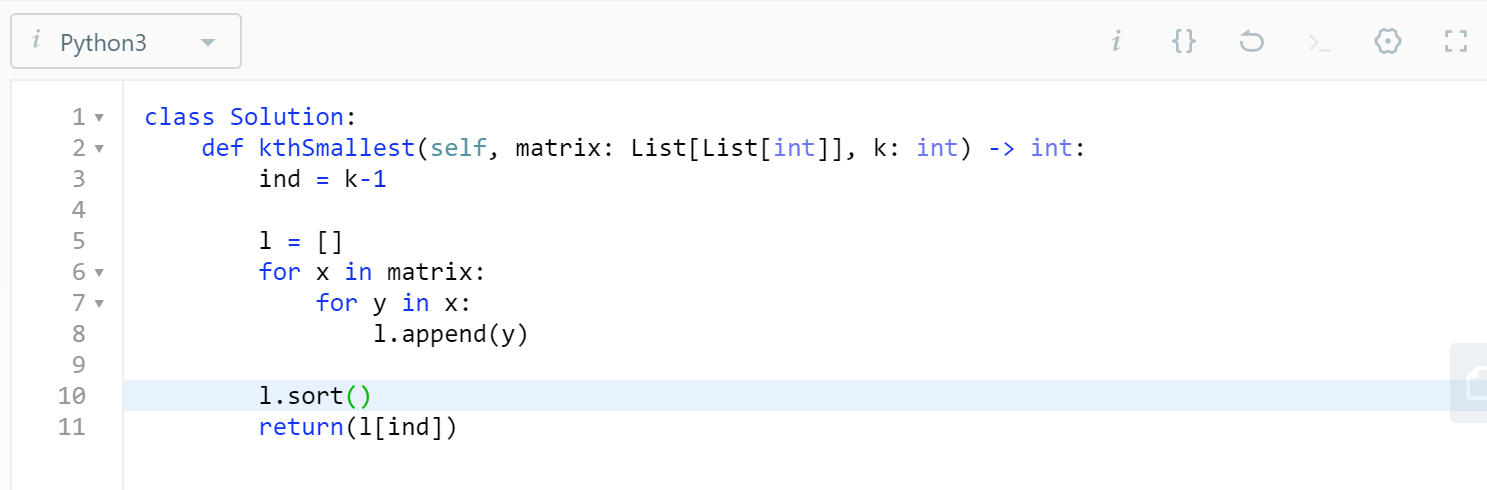 i Python3
i {} >_
1 class Solution:
2 def kthSmallest(self, matrix: List[List[int]], k: int) -> int:
3 ind = k-1
4
5 l = []
6 for x in matrix:
7 for y in x:
8 l.append(y)
9
10 l.sort()
11 return(l[ind])